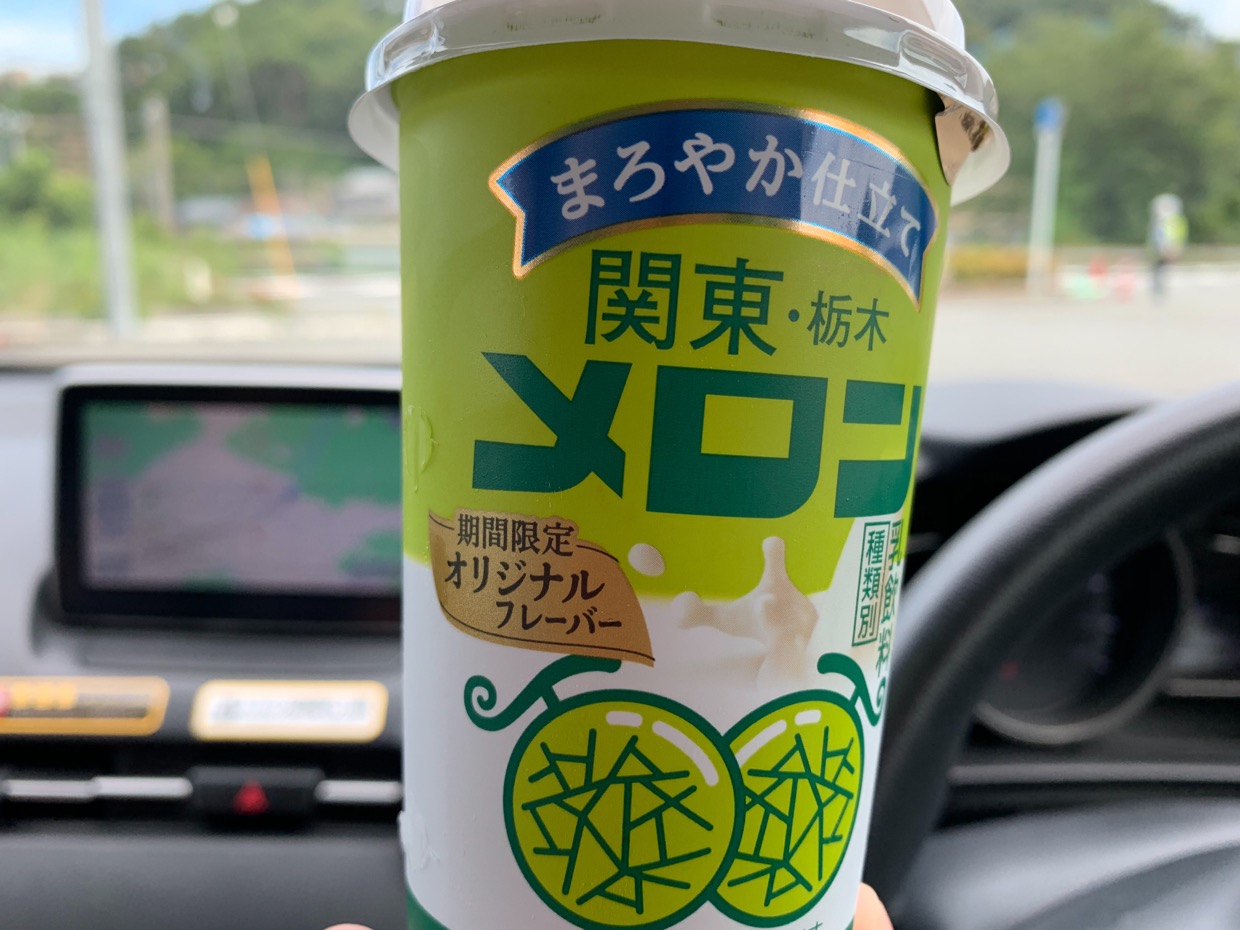 まろやか仕立て
関東・栃木
メロン
期間限定
オリジナル
フレーバー
種類別
乳飲料